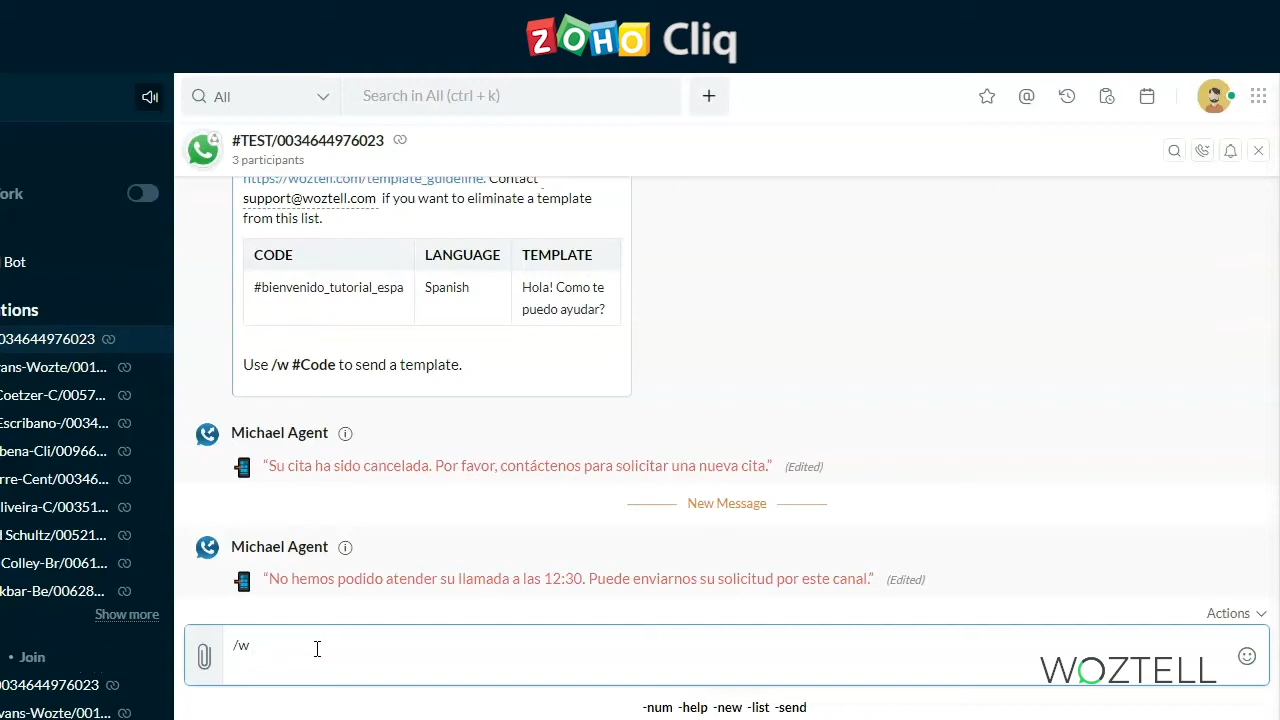 ZOHO Cliq
All
Search in All (ctrl + k)
+
#TEST/0034644976023
3 participants
ork
Bot
tions
034644976023
vans-Wozte/001...
Coetzer-C/0057...
Escribano-/0034...
bena-Cli/00966...
rre-Cent/00346...
liveira-C/00351...
d Schultz/00521...
Colley-Br/0061...
kbar-Be/00628...
Show more
• Join
034644976023
vans-Wozte/001...
https://woztell.com/template_guideline. Contact
support@woztell.com if you want to eliminate a template
from this list.
CODE LANGUAGE TEMPLATE
#bienvenido_tutorial_espa Spanish Hola! Como te
puedo ayudar?
Use /w #Code to send a template.
Michael Agent
“Su cita ha sido cancelada. Por favor, contáctenos para solicitar una nueva cita.” (Edited)
New Message
Michael Agent
“No hemos podido atender su llamada a las 12:30. Puede enviarnos su solicitud por este canal.” (Edited)
Actions
/w
WOZTELL
-num -help -new -list -send